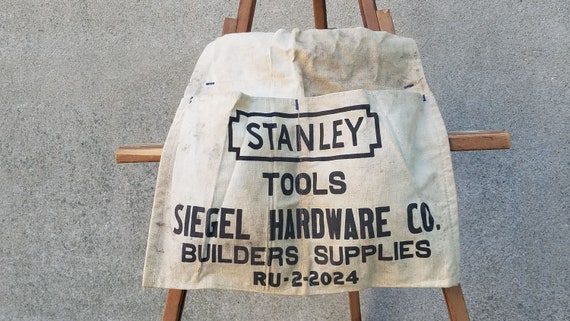 STANLEY
TOOLS
SIEGEL HARDWARE CO.
BUILDERS SUPPLIES
RU-2-2024